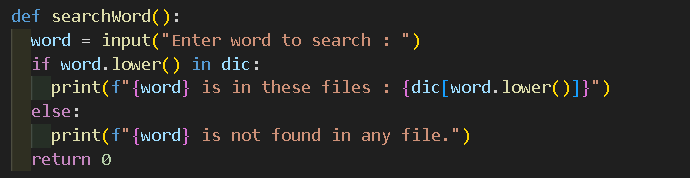 def searchWord():
  word = input("Enter word to search : ")
  if word.lower() in dic:
    print(f"{word} is in these files : {dic[word.lower()]}")
  else:
    print(f"{word} is not found in any file.")
  return 0